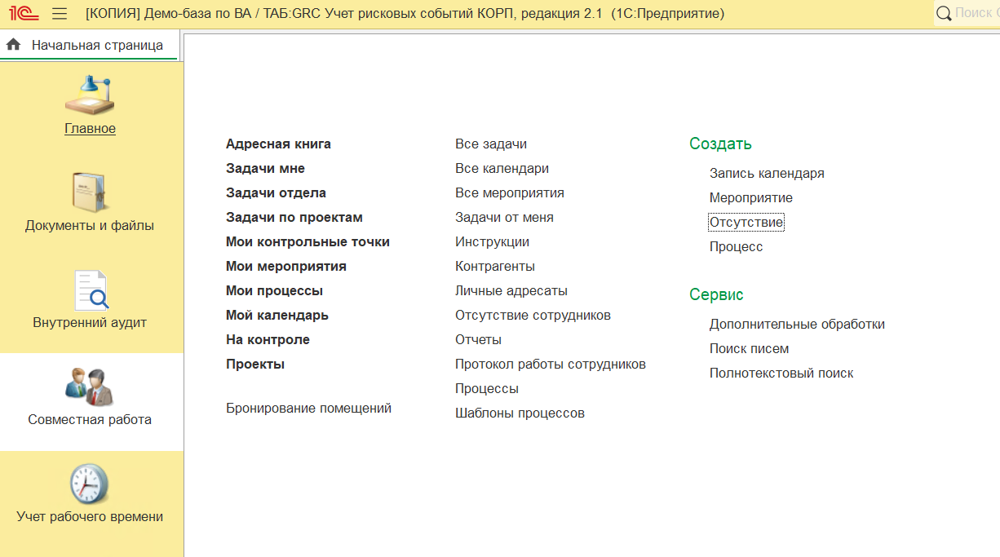 1С [КОПИЯ] Демо-база по ВА / ТАБ:GRC Учет рисковых событий КОРП, редакция 2.1 (1С:Предприятие) Поиск C
Начальная страница
Главное
Документы и файлы
Внутренний аудит
Совместная работа
Учет рабочего времени
Адресная книга
Задачи мне
Задачи отдела
Задачи по проектам
Мои контрольные точки
Мои мероприятия
Мои процессы
Мой календарь
На контроле
Проекты
Бронирование помещений
Все задачи
Все календари
Все мероприятия
Задачи от меня
Инструкции
Контрагенты
Личные адресаты
Отсутствие сотрудников
Отчеты
Протокол работы сотрудников
Процессы
Шаблоны процессов
Создать
Запись календаря
Мероприятие
Отсутствие
Процесс
Сервис
Дополнительные обработки
Поиск писем
Полнотекстовый поиск